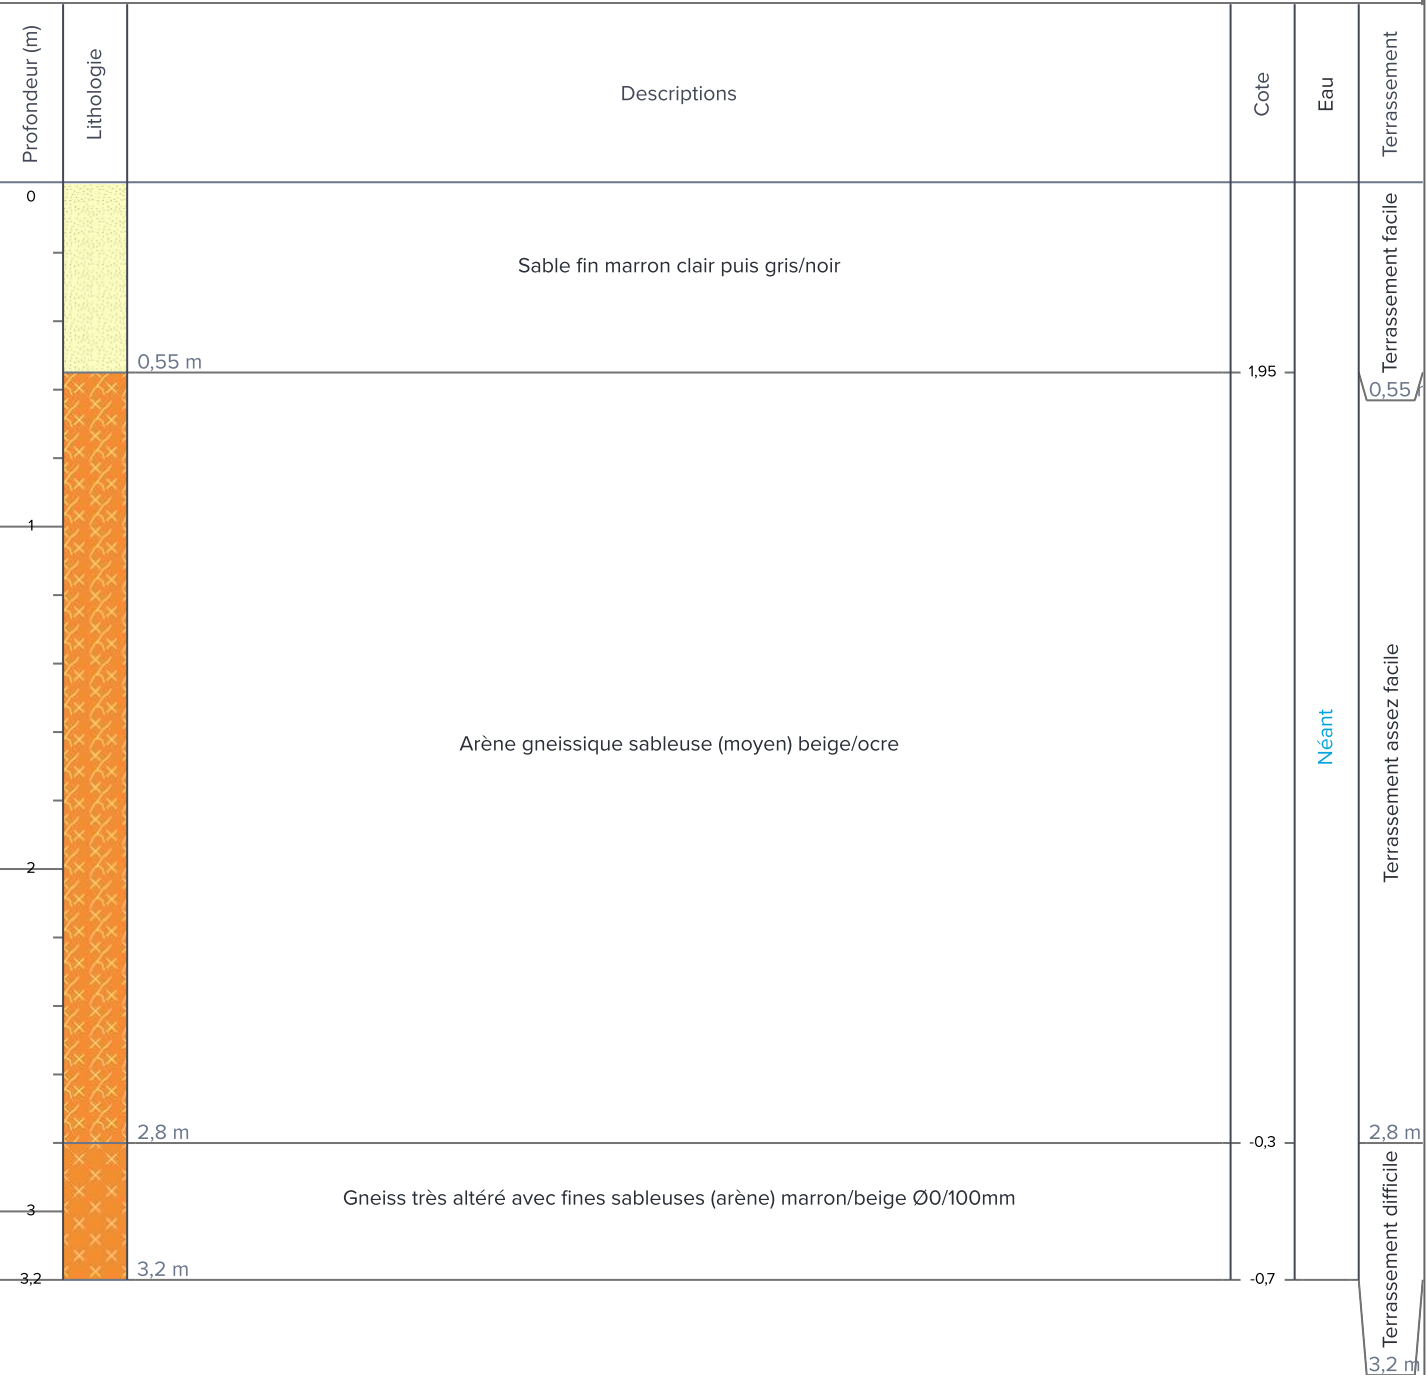 Profondeur (m)
Lithologie
Descriptions
Cote
Eau
Terrassement
0
Sable fin marron clair puis gris/noir
Terrassement facile
0,55 m
1,95
0,55 m
1
Arène gneissique sableuse (moyen) beige/ocre
Néant
Terrassement assez facile
2
2,8 m
-0,3
2,8 m
Gneiss très altéré avec fines sableuses (arène) marron/beige Ø0/100mm
Terrassement difficile
3
3,2 m
3,2
-0,7
3,2 m